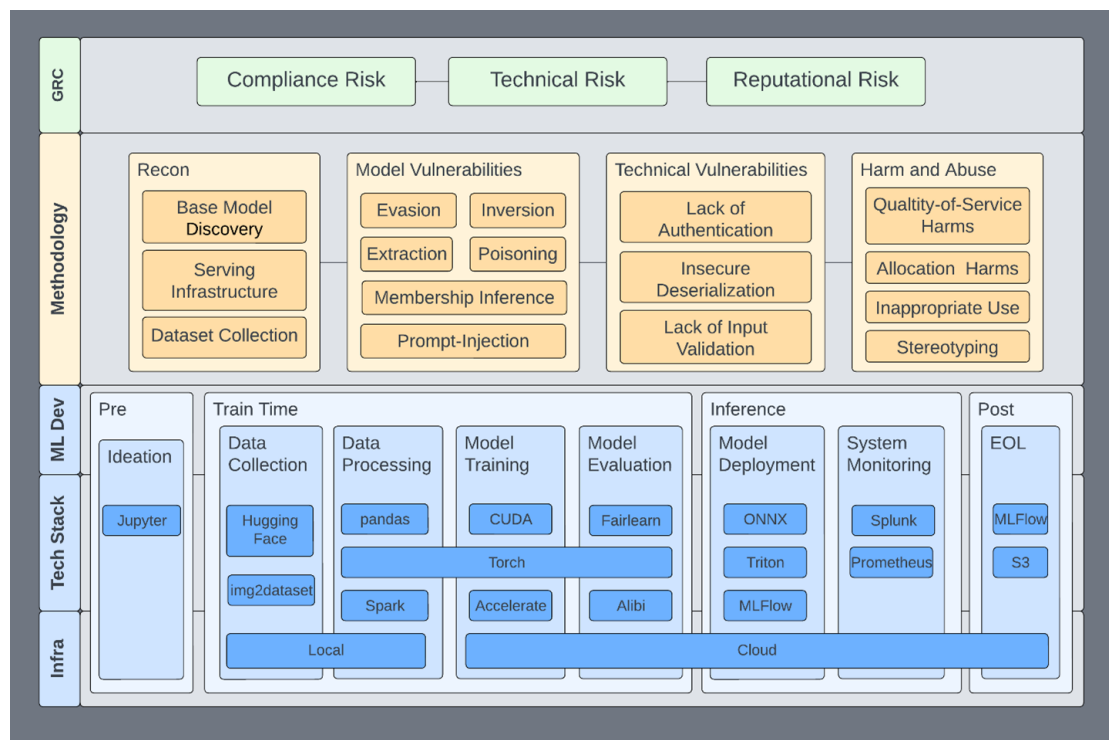 GRC
Compliance Risk
Technical Risk
Reputational Risk
Methodology
Recon
Base Model
Discovery
Serving
Infrastructure
Dataset Collection
Model Vulnerabilities
Evasion
Inversion
Extraction
Poisoning
Membership Inference
Prompt-Injection
Technical Vulnerabilities
Lack of
Authentication
Insecure
Deserialization
Lack of Input
Validation
Harm and Abuse
Qualtity-of-Service
Harms
Allocation Harms
Inappropriate Use
Stereotyping
ML Dev
Tech Stack
Infra
Pre
Ideation
Jupyter
Train Time
Data
Collection
Hugging
Face
img2dataset
Data
Processing
pandas
Torch
Spark
Local
Model
Training
CUDA
Accelerate
Model
Evaluation
Fairlearn
Alibi
Inference
Model
Deployment
ONNX
Triton
MLFlow
System
Monitoring
Splunk
Prometheus
Cloud
Post
EOL
MLFlow
S3